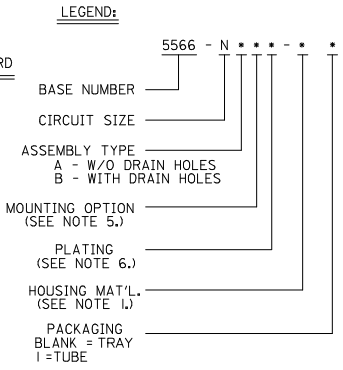 LEGEND:
5566 - N * * * - * *
RD
BASE NUMBER
CIRCUIT SIZE
ASSEMBLY TYPE
A - W/O DRAIN HOLES
B - WITH DRAIN HOLES
MOUNTING OPTION
(SEE NOTE 5.)
PLATING
(SEE NOTE 6.)
HOUSING MAT'L.
(SEE NOTE 1.)
PACKAGING
BLANK = TRAY
1 =TUBE